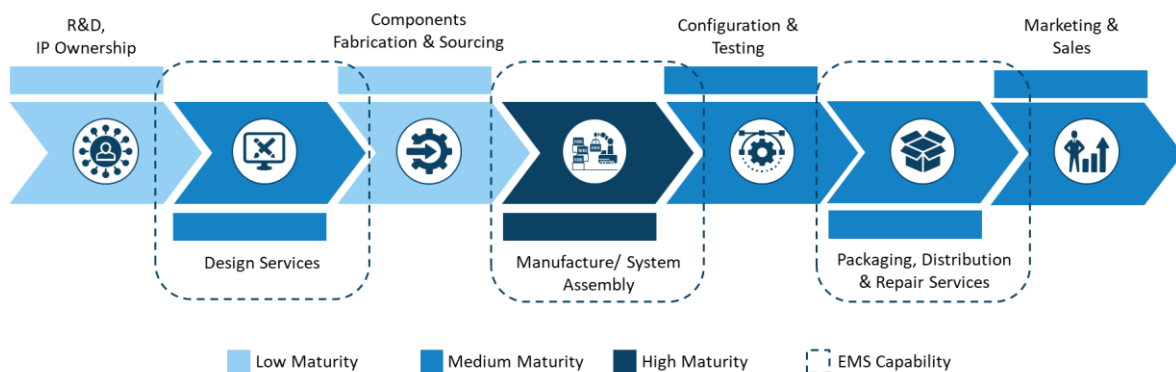 R&D,
IP Ownership
Design Services
Components
Fabrication & Sourcing
Manufacture/ System
Assembly
Configuration &
Testing
Packaging, Distribution
& Repair Services
Marketing &
Sales
Low Maturity
Medium Maturity
High Maturity
EMS Capability